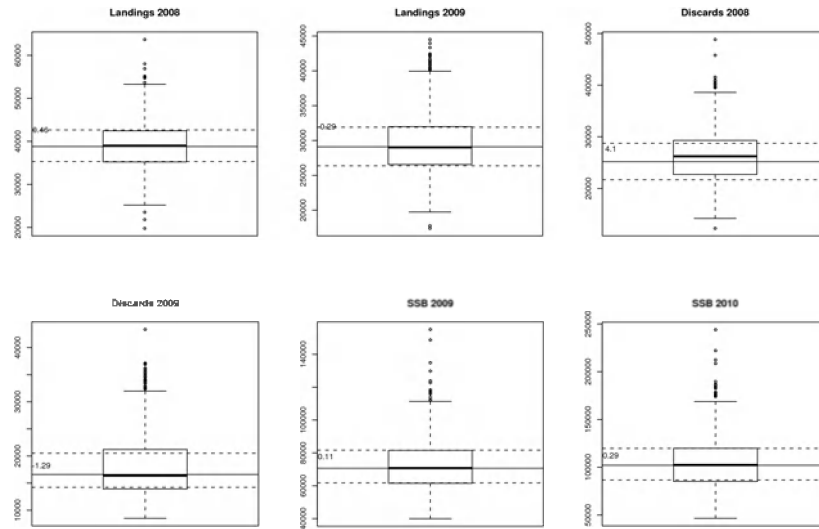 Landings 2008
20000 30000 40000 50000 60000
0.46
Landings 2009
20000 25000 30000 35000 40000 45000
0.29
Discards 2008
20000 30000 50000
4.1
Discards 2009
10000 20000 30000 40000
-1.29
SSB 2009
40000 60000 80000 100000 140000
0.11
SSB 2010
50000 100000 150000 200000 250000
0.29